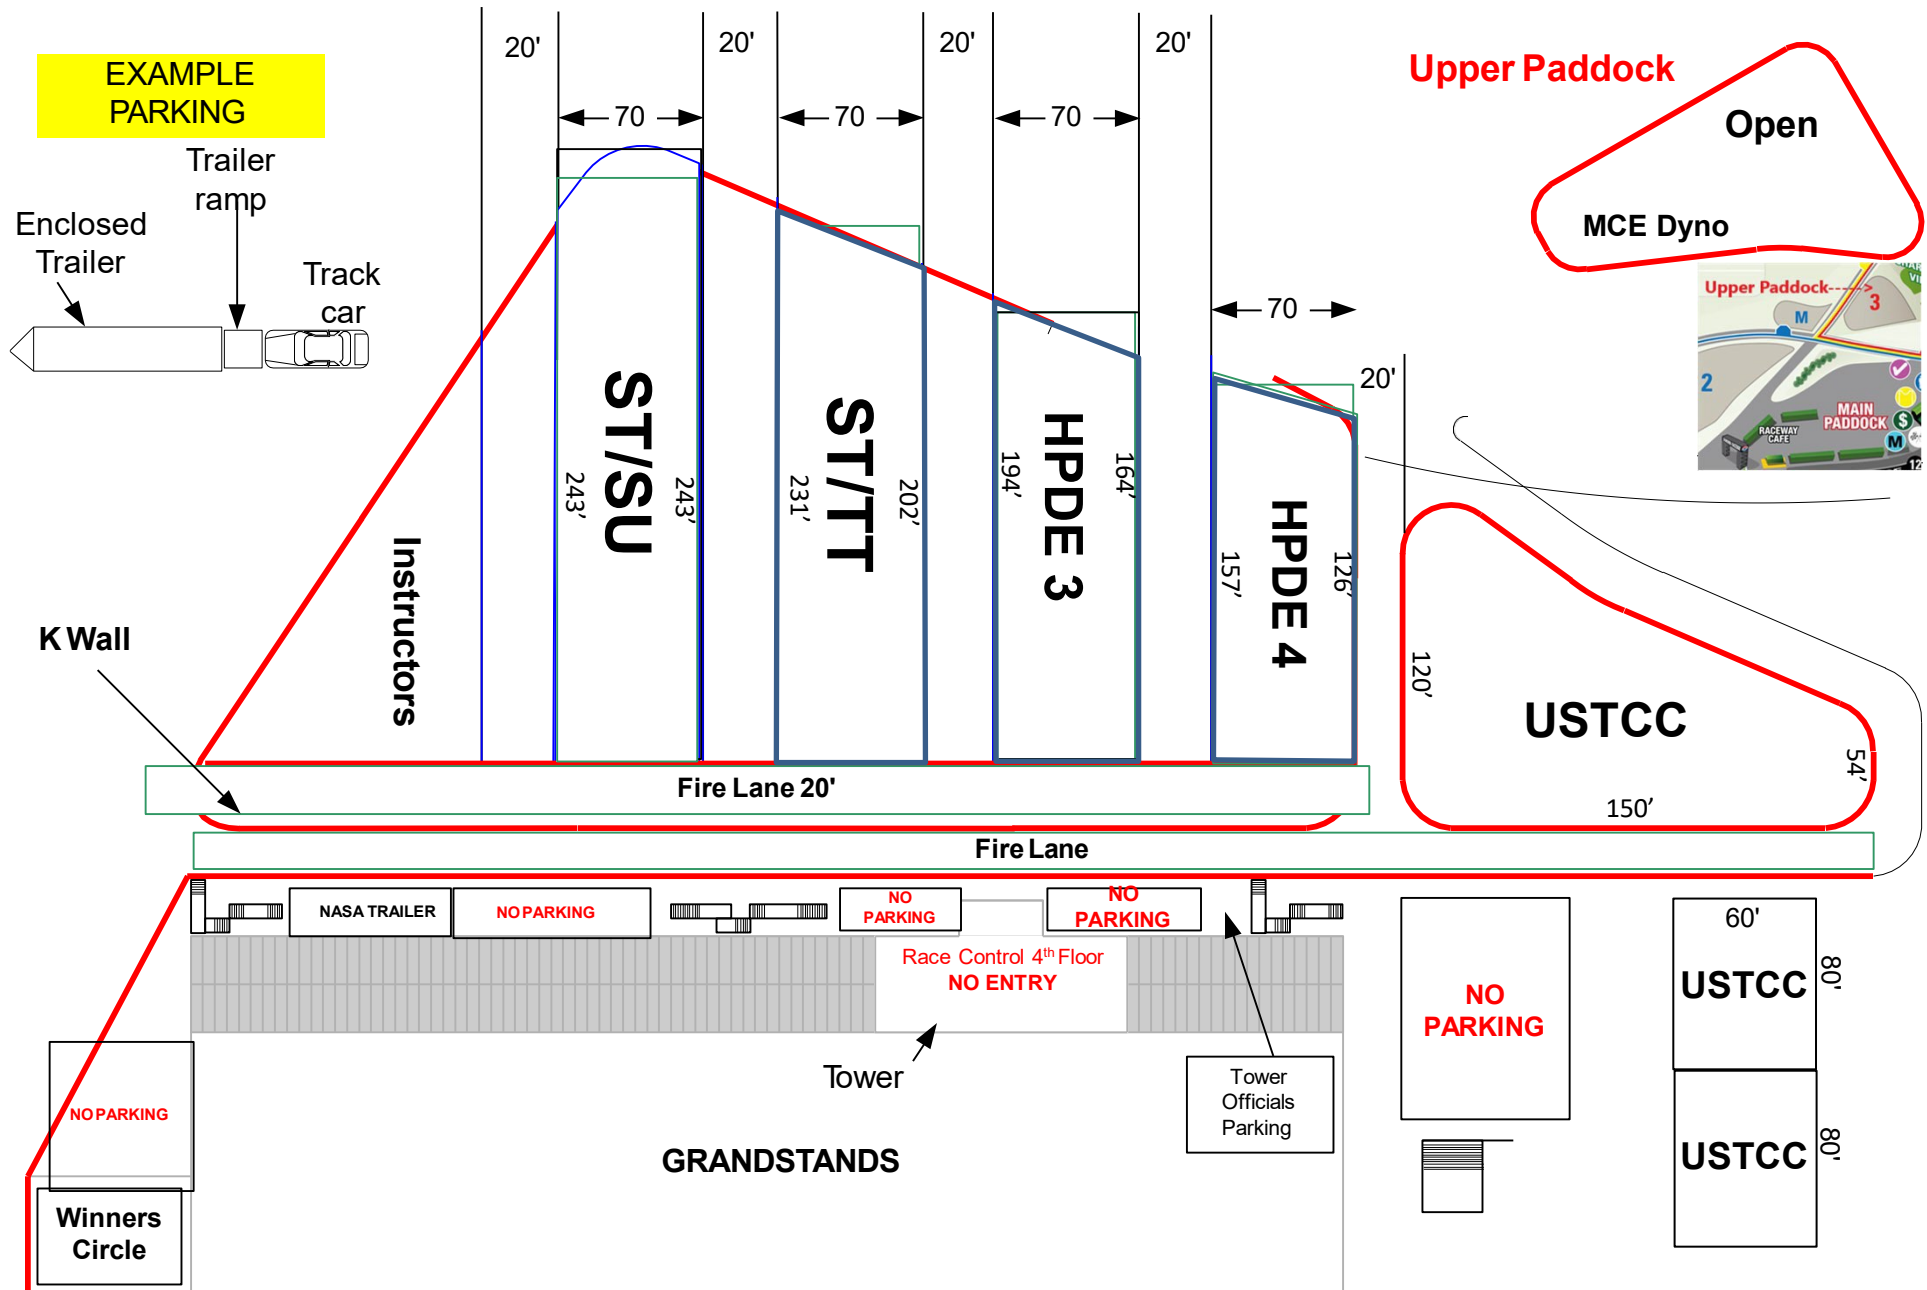 EXAMPLE
PARKING
Trailer
ramp
Enclosed
Trailer
Track
car
20'
20'
20'
20'
70
70
70
70
20'
Upper Paddock
Open
MCE Dyno
Upper Paddock---->
3
M
2
MAIN
PADDOCK
RACEWAY
CAFE
$
M
Instructors
243’
ST/SU
243’
231’
ST/TT
202’
194’
HPDE 3
164’
157’
HPDE 4
126’
120’
USTCC
54’
150’
K Wall
Fire Lane 20'
Fire Lane
NASA TRAILER
NO PARKING
NO
PARKING
NO
PARKING
Race Control 4th Floor
NO ENTRY
Tower
Tower
Officials
Parking
NO
PARKING
60'
USTCC
80'
USTCC
80'
NO PARKING
GRANDSTANDS
Winners
Circle